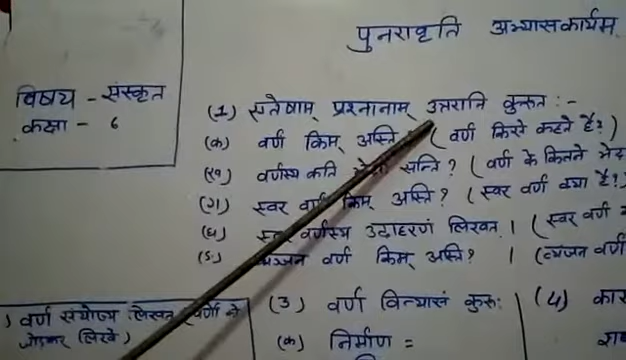 पुनरावृति अभ्यासकार्यम्
विषय - संस्कृत
कक्षा - 6
(1) एतेषाम् प्रश्नानाम् उत्तराति कुरुत :-
(क) वर्ण किम् अस्ति ( वर्ण किसे कहते है? )
(ख) वर्णस्य कति सन्ति ? ( वर्ण के कितने भेद
(ग) स्वर वर्ण किम् अस्ति ? ( स्वर वर्ण क्या है? )
(घ) स्वर वर्णस्य उदाहरणं लिखत । ( स्वर वर्ण
(ङ) व्यञ्जन वर्ण किम् अस्ति? । (व्यंजन वर्ण
) वर्ण संयोज्य लिखत (वर्णो को
जोड़कर लिखे)
(3) वर्ण विन्यासं कुरुः
(क) निर्माण =
(4) कार